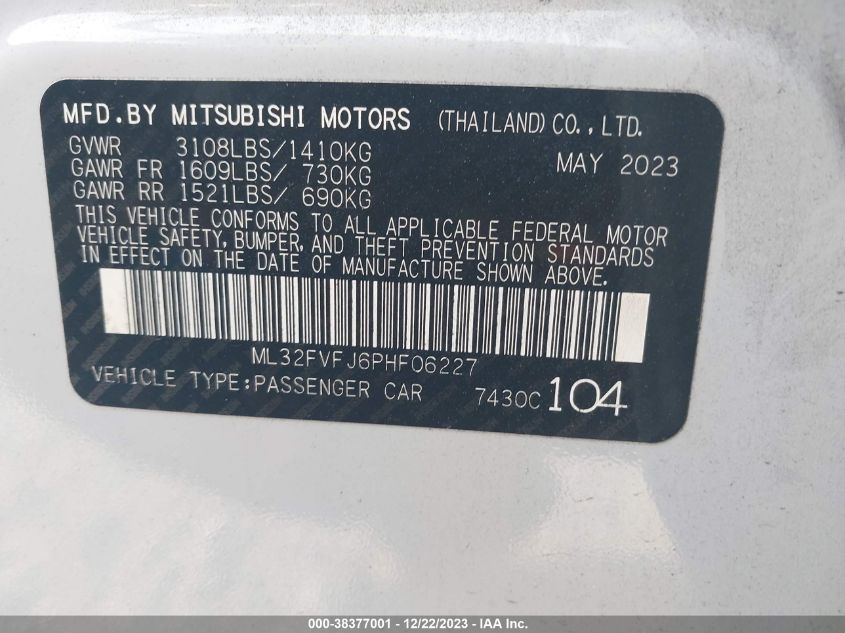 MFD.BY MITSUBISHI MOTORS (THAILAND) CO.,LTD.
GVWR 3108LBS/1410KG MAY 2023
GAWR FR 1609LBS/ 730KG
GAWR RR 1521LBS/ 690KG
THIS VEHICLE CONFORMS TO ALL APPLICABLE FEDERAL MOTOR
VEHICLE SAFETY, BUMPER, AND THEFT PREVENTION STANDARDS
IN EFFECT ON THE DATE OF MANUFACTURE SHOWN ABOVE.
ML32FVFJ6PHF06227
VEHICLE TYPE:PASSENGER CAR 7430C 104
000-38377001 - 12/22/2023 - IAA Inc.